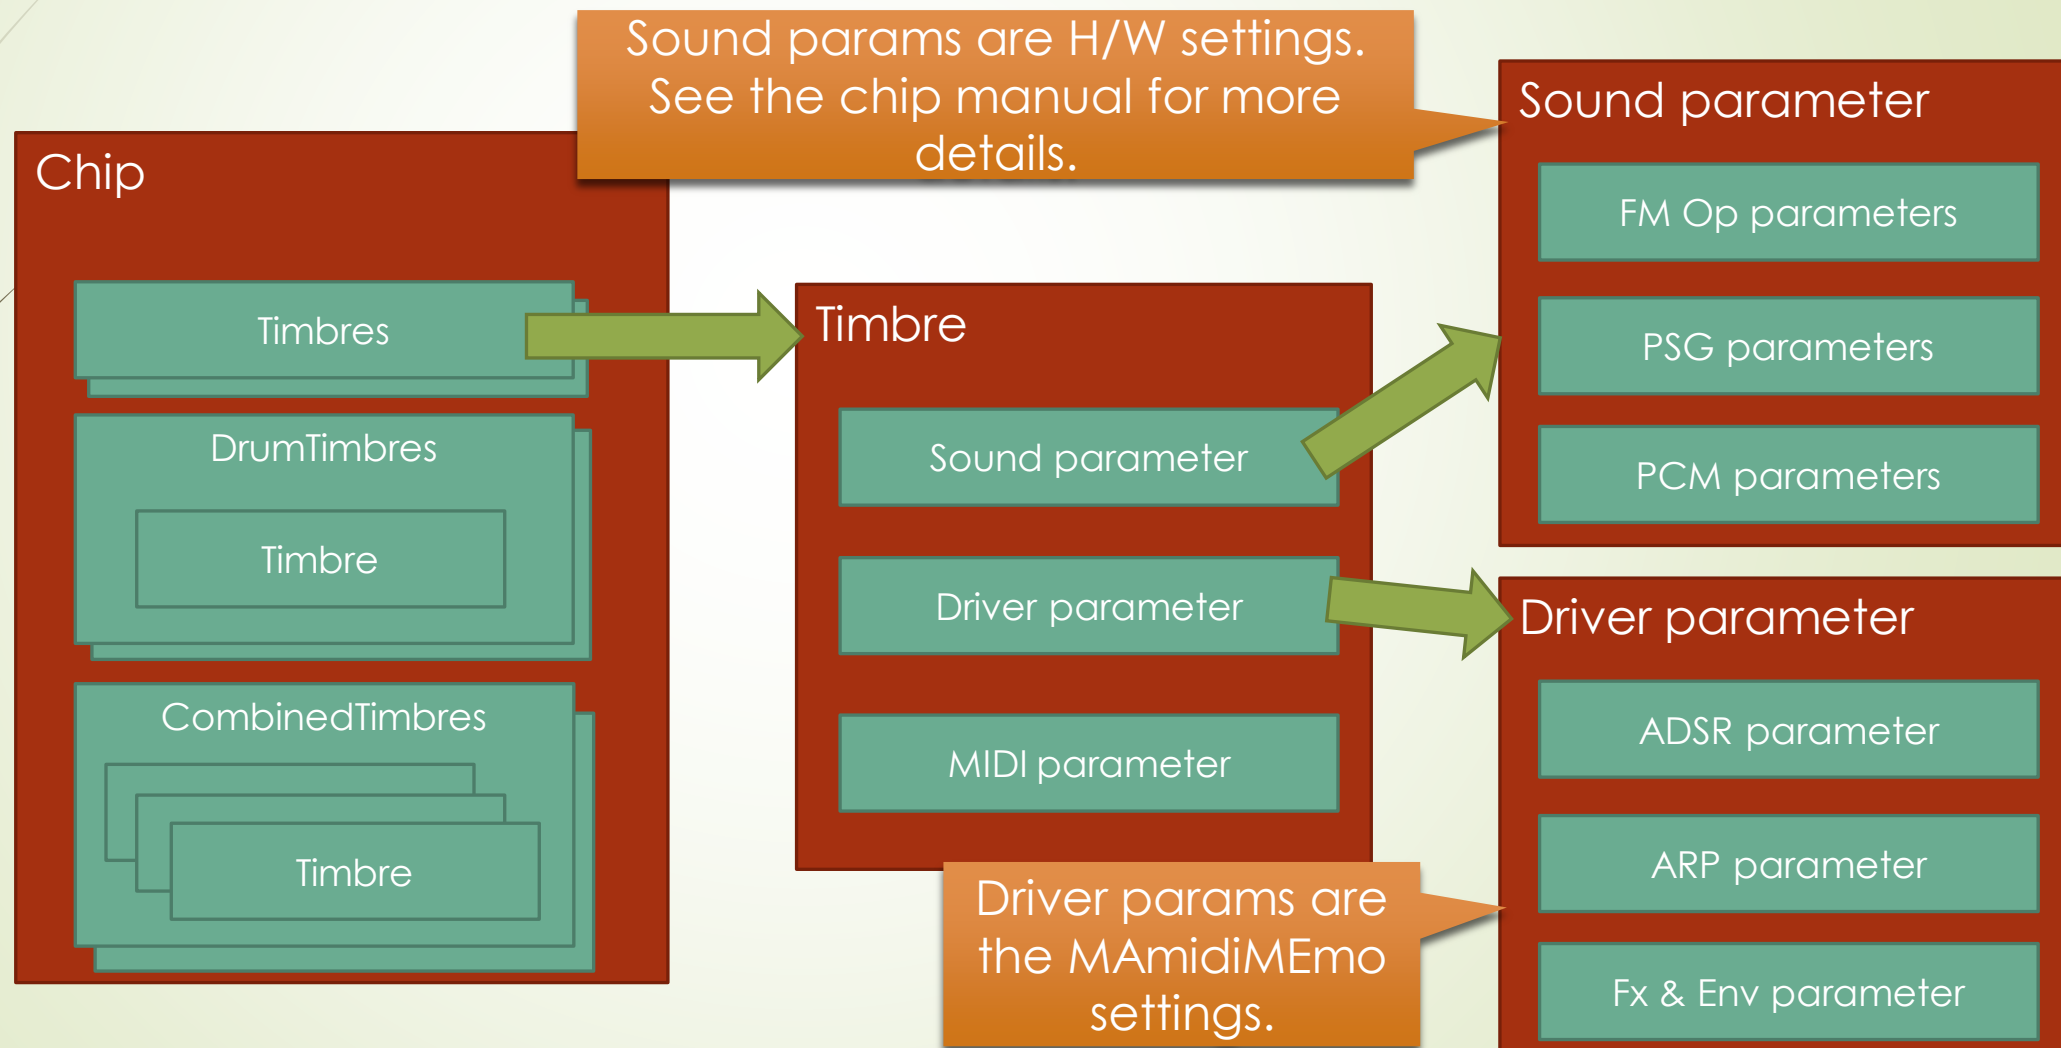 Sound params are H/W settings.
See the chip manual for more
details.
Chip
Timbres
DrumTimbres
Timbre
CombinedTimbres
Timbre
Timbre
Sound parameter
Driver parameter
MIDI parameter
Sound parameter
FM Op parameters
PSG parameters
PCM parameters
Driver parameter
ADSR parameter
ARP parameter
Fx & Env parameter
Driver params are
the MAmidiMEmo
settings.